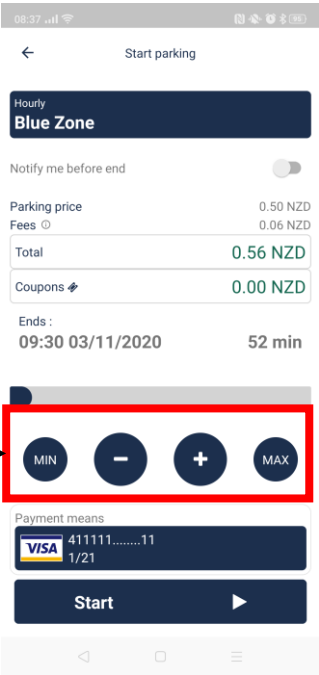 08:37
99
Start parking
Hourly
Blue Zone
Notify me before end
Parking price 0.50 NZD
Fees 0.06 NZD
Total 0.56 NZD
Coupons 0.00 NZD
Ends :
09:30 03/11/2020 52 min
MIN - + MAX
Payment means
VISA 411111........11
1/21
Start